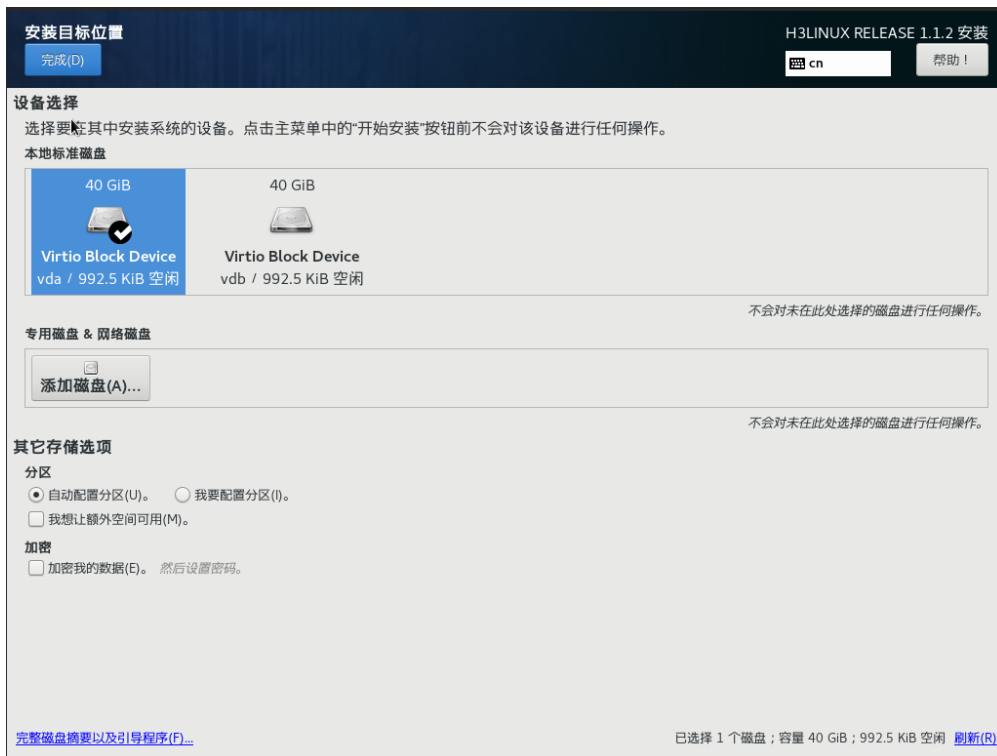 安装目标位置
H3LINUX RELEASE 1.1.2 安装
完成(D)
cn
帮助！
设备选择
选择要在其中安装系统的设备。点击主菜单中的“开始安装”按钮前不会对该设备进行任何操作。
本地标准磁盘
40 GiB
Virtio Block Device
vda / 992.5 KiB 空闲
40 GiB
Virtio Block Device
vdb / 992.5 KiB 空闲
不会对未在此处选择的磁盘进行任何操作。
专用磁盘 & 网络磁盘
添加磁盘(A)...
不会对未在此处选择的磁盘进行任何操作。
其它存储选项
分区
自动配置分区(U)。 我要配置分区(I)。
我想让额外空间可用(M)。
加密
加密我的数据(E)。 然后设置密码。
完整磁盘摘要以及引导程序(F)...
已选择 1 个磁盘；容量 40 GiB；992.5 KiB 空闲 刷新(R)